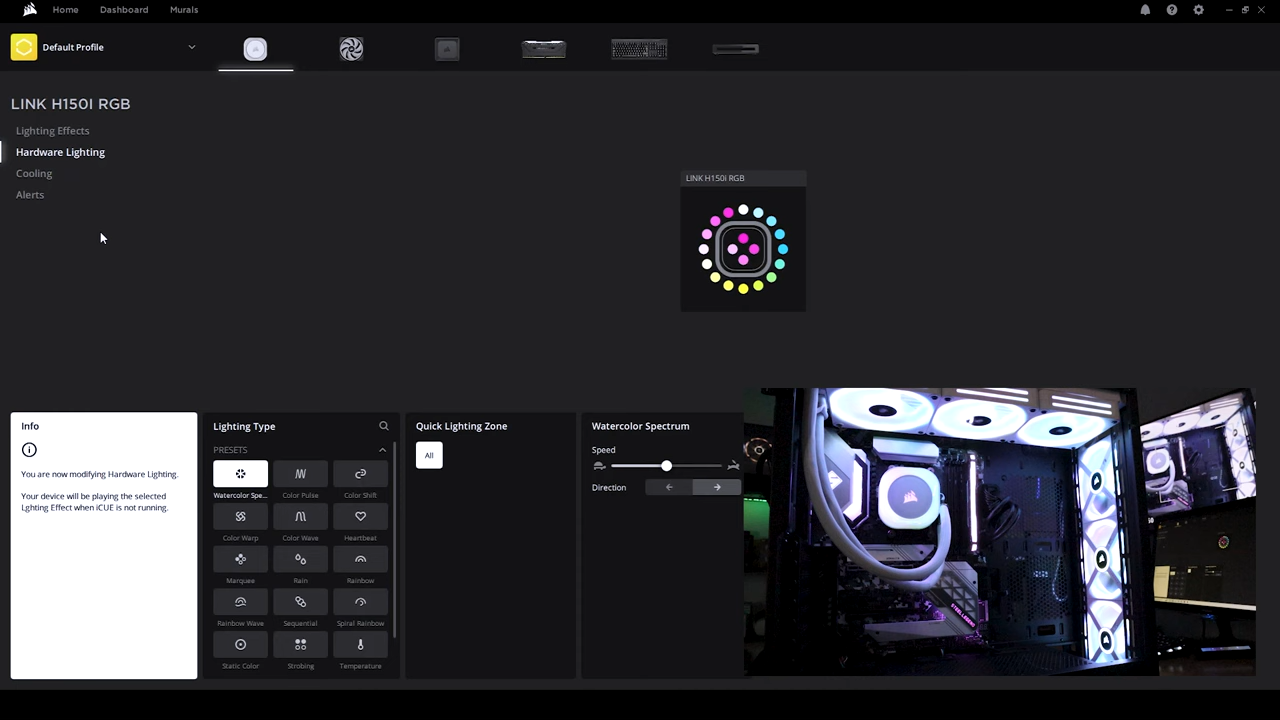 Home
Dashboard
Murals
Default Profile
LINK H150I RGB
Lighting Effects
Hardware Lighting
Cooling
Alerts
LINK H150I RGB
Info
You are now modifying Hardware Lighting.
Your device will be playing the selected
Lghting Effect when iCUE is not running.
Lighting Type
PRESETS
Watercolor Spe...
Color Pulse
Color Shift
Color Warp
Color Wave
Heartbeat
Marquee
Rain
Rainbow
Rainbow Wave
Sequential
Spiral Rainbow
Static Color
Strobing
Temperature
Quick Lighting Zone
All
Watercolor Spectrum
Speed
Direction
STEEL LEGEND